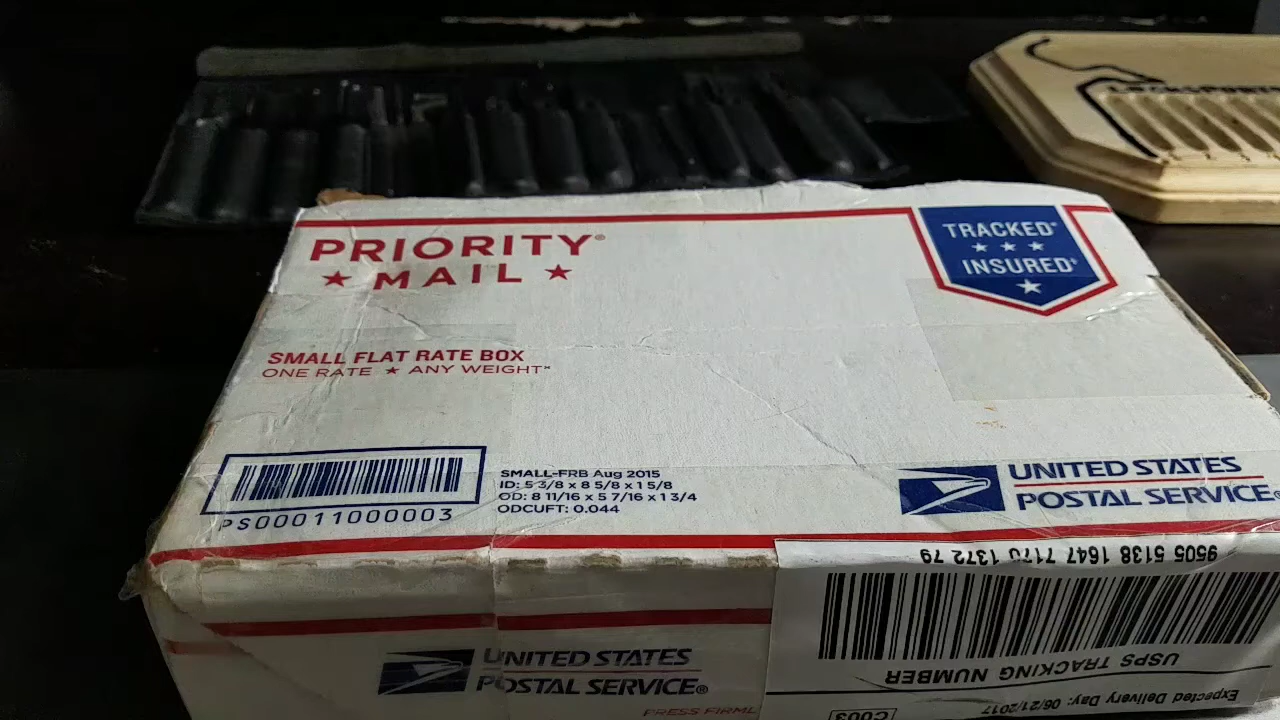 LOCKSPORT
PRIORITY®
★ MAIL ★
TRACKED®
★ ★ ★
INSURED®
★
SMALL FLAT RATE BOX
ONE RATE ★ ANY WEIGHT*
SMALL-FRB Aug 2015
ID: 5 3/8 x 8 5/8 x 1 5/8
OD: 8 11/16 x 5 7/16 x 1 3/4
ODCUFT: 0.044
PS00011000003
UNITED STATES
POSTAL SERVICE®
9505 5138 1647 1372 79
USPS TRACKING NUMBER
Expected Delivery Day: 06/21/2017
C003
UNITED STATES
POSTAL SERVICE®
PRESS FIRML